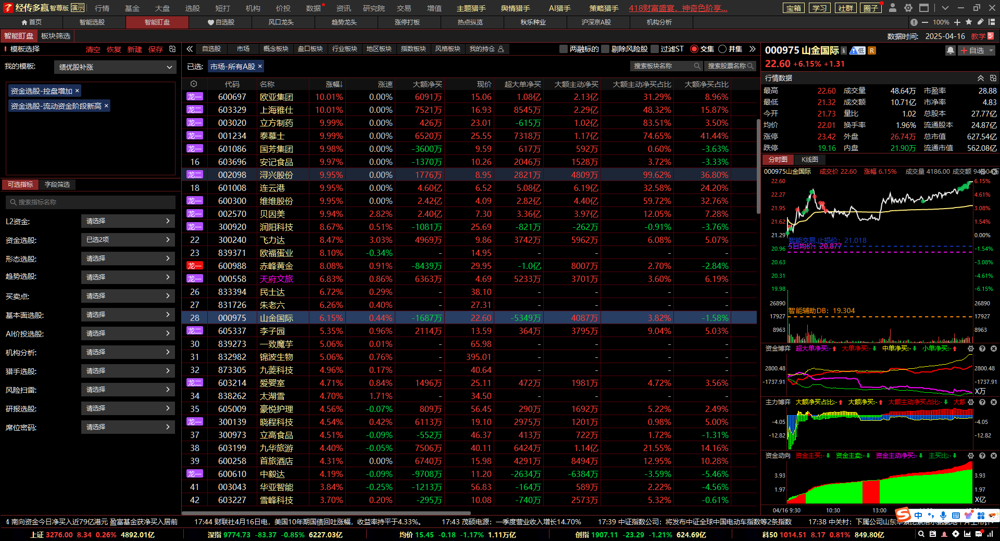 经传多赢 智尊版 演示 行情 基金 大盘 选股 短打 机构 价投 数据 资讯 研究院 交易 增值 主题猎手 舆情猎手 AI猎手 策略猎手 418财富盛宴，神奇色阶享... 宝箱 学习 社群 圈子
首页 智能选股 智能盯盘 自选股 风口龙头 趋势龙头 涨停打板 热点纵览 秋乐种业 沪深京A股 机构分析 100%
智能盯盘 板块筛选 数据时间: 2025-04-16 教学
模板选择 清空 恢复 新建 保存
我的模板: 绩优股补涨
资金选股-控盘增加 ×
资金选股-流动资金阶段新高 ×
可选指标 字段筛选
搜索指标名称
L2资金: 请选择
资金选股: 已选2项
形态选股: 请选择
趋势选股: 请选择
买卖点: 请选择
基本面选股: 请选择
AI价投选股: 请选择
机构分析: 请选择
猎手选股: 请选择
风险扫雷: 请选择
研报选股: 请选择
席位密码: 请选择
自选股 市场 概念板块 盘口板块 行业板块 地区板块 指数板块 风格板块 我的持仓 两融标的 剔除风险股 过滤ST 交集 并集
已选: 市场-所有A股 × 搜索板块名称 搜索股票名称
代码 名称 涨幅↓ 涨速 大额净买 现价 超大单净买 大额主动净买 大额主动净买占比 大额净买占比
龙一 600697 欧亚集团 10.01% 0.00% 6091万 15.06 1.08亿 2.13亿 31.29% 8.96%
龙二 603329 上海雅仕 10.01% 0.00% 7521万 16.93 8545万 2.29亿 48.32% 15.87%
龙一 003020 立方制药 9.99% 0.00% 426万 23.01 -615万 1.02亿 83.51% 3.50%
龙一 001234 泰慕士 9.99% 0.00% 6520万 25.55 7318万 1.17亿 74.65% 41.44%
龙一 601086 国芳集团 9.98% 0.00% -3600万 9.59 617万 592万 0.60% -3.63%
16 603696 安记食品 9.97% 0.00% -1370万 10.26 2046万 1528万 3.72% -3.33%
龙二 002098 浔兴股份 9.95% 0.00% 1776万 8.95 2821万 4809万 99.62% 36.80%
18 601008 连云港 9.95% 0.00% 4.60亿 6.52 5.08亿 6.19亿 32.58% 24.20%
龙一 600300 维维股份 9.95% 0.00% 2.42亿 4.09 2.82亿 4.40亿 59.72% 32.76%
龙一 002570 贝因美 9.94% 2.82% 2.40亿 7.30 3.36亿 3.97亿 12.05% 7.28%
龙一 300920 润阳科技 8.67% 0.51% -1081万 25.69 -821万 -262万 -0.91% -3.76%
22 300240 飞力达 8.47% 3.03% 4969万 9.86 3742万 5962万 6.08% 5.07%
23 839371 欧福蛋业 8.10% -0.34% - 14.95 - - - -
龙一 600988 赤峰黄金 8.08% 0.91% -8439万 29.95 -1.0亿 8007万 2.70% -2.84%
龙一 000558 天府文旅 6.83% 0.86% 6363万 4.69 5233万 3701万 3.60% 6.19%
26 833394 民士达 6.72% 0.29% - 38.10 - - - -
27 831726 朱老六 6.26% 0.40% - 27.31 - - - -
28 000975 山金国际 6.15% 0.44% -1687万 22.60 -5349万 4087万 3.82% -1.58%
龙二 605337 李子园 5.35% 0.96% 2114万 13.59 364万 3795万 9.04% 5.03%
30 839273 一致魔芋 5.06% 0.01% - 65.98 - - - -
31 832982 锦波生物 5.06% 0.76% - 395.01 - - - -
32 873305 九菱科技 4.96% 0.17% - 40.64 - - - -
龙二 603214 爱婴室 4.71% 0.84% 1496万 25.11 472万 1981万 4.72% 3.56%
34 838262 太湖雪 4.70% 1.71% - 34.50 - - - -
35 605009 豪悦护理 4.56% -0.07% 809万 56.45 290万 1692万 5.22% 2.49%
龙一 300139 晓程科技 4.54% 0.42% 6113万 19.10 2975万 1201万 0.98% 5.00%
37 300973 立高食品 4.51% -0.09% -552万 46.37 413万 722万 1.72% -1.31%
38 603199 九华旅游 4.40% -0.05% 7506万 40.11 6424万 1.14亿 21.55% 14.16%
39 600258 首旅酒店 4.31% 0.00% 6740万 15.98 4291万 8494万 12.95% 10.28%
龙一 600610 中毅达 4.19% -0.09% -9708万 11.20 -2634万 -6384万 -3.59% -5.46%
41 003043 华亚智能 3.84% -0.25% -1213万 56.83 -164万 589万 2.22% -4.56%
42 603227 雪峰科技 3.70% 0.20% -295万 10.08 -740万 2573万 5.32% -0.61%
000975 山金国际 低 R 自选
22.60 +6.15% +1.31
行情数据
最高 22.60 成交量 48.64万 市盈率 28.88
最低 21.32 成交额 10.71亿 市净率 4.83
今开 21.73 量比 1.02 总股本 27.77亿
均价 22.01 换手率 1.96% 流通股本 24.87亿
涨停 23.42 外盘 26.74万 总市值 627.54亿
跌停 19.16 内盘 21.90万 流通市值 562.08亿
分时图 K线图
000975山金国际 成交价 22.60 涨幅 6.15% 成交量 4186.00 成交额
22.60 6.15%
22.27 4.61%
21.95 3.08%
21.62 1.54%
21.29 0.00%
智能交易 止损价: 21.018
5日均价: 20.877
20.96 -1.54%
20.63 -3.08%
20.31 -4.61%
19.98 -6.15%
26890 26890
智能辅助DB: 19.304
17927 17927
8963 8963
资金博弈 超大单净买:- 大单净买:- 中单净买:- 小单净买:-
2800.48 2800.48
-1737.91 -1737.91
X万
主力博弈 大额净买占比:- 大额净买:- 大额主动净买占比:- 大额
-4.05 -4.05
-12.82 -12.82
资金动向 资金主买:- 资金主卖:- 资金主动净买:- 主买比:-
3.93 3.93
1.97 1.97
X亿
04/16 9:30 10:30 13:00
中
4 南向资金今日净买入近79亿港元 盈富基金获净买入居前 17:44 财联社4月16日电，美国10年期国债回吐涨幅，收益率持平于4.33%。 17:43 茂硕电源: 一季度营业收入增长14.70% 17:39 中证指数公司: 将发布中证全球中国电动车指数等2条指数 17:38 中关村: 下属公司山东华素
上证 3276.00 8.34 0.26% 4892.01亿 深指 9774.73 -83.37 -0.85% 6227.03亿 均价 15.45 -0.18 -1.17% 1.11万亿 创指 1907.11 -23.29 -1.21% 624.69亿 科50 1014.51 8.17 0.81% 849.80亿